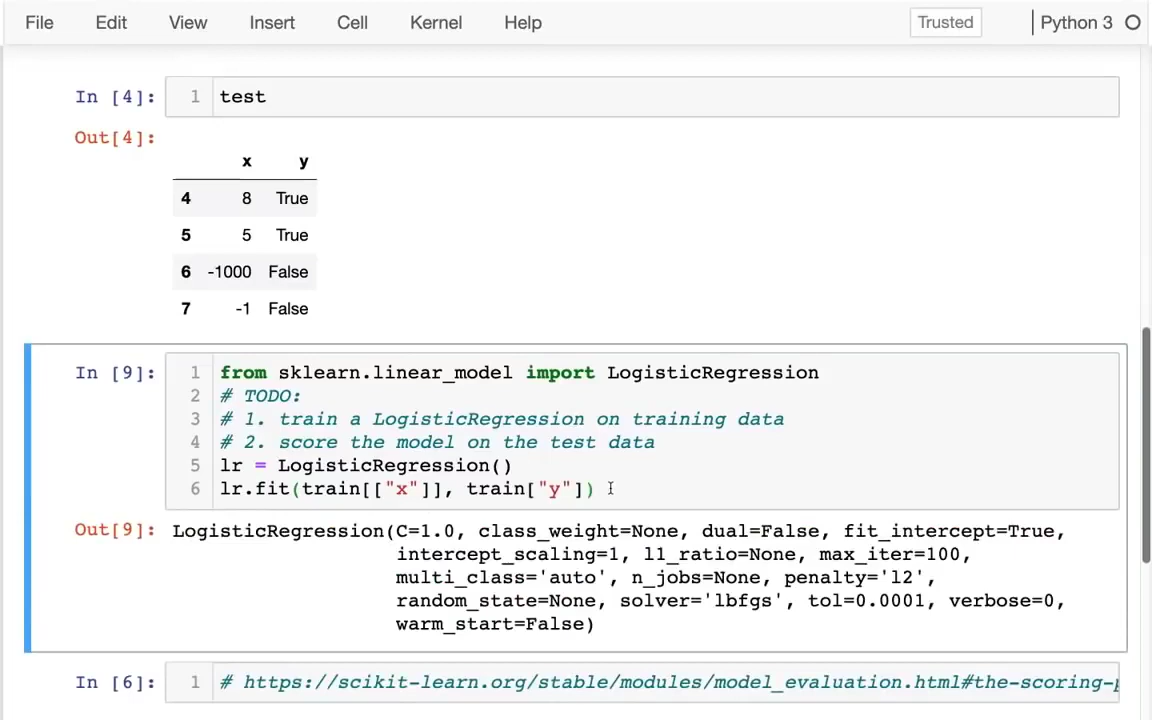 File Edit View Insert Cell Kernel Help Trusted Python 3
In [4]: 1 test
Out[4]:
x y
4 8 True
5 5 True
6 -1000 False
7 -1 False
In [9]: 1 from sklearn.linear_model import LogisticRegression
2 # TODO:
3 # 1. train a LogisticRegression on training data
4 # 2. score the model on the test data
5 lr = LogisticRegression()
6 lr.fit(train[["x"]], train["y"])
Out[9]: LogisticRegression(C=1.0, class_weight=None, dual=False, fit_intercept=True,
intercept_scaling=1, l1_ratio=None, max_iter=100,
multi_class='auto', n_jobs=None, penalty='l2',
random_state=None, solver='lbfgs', tol=0.0001, verbose=0,
warm_start=False)
In [6]: 1 # https://scikit-learn.org/stable/modules/model_evaluation.html#the-scoring-